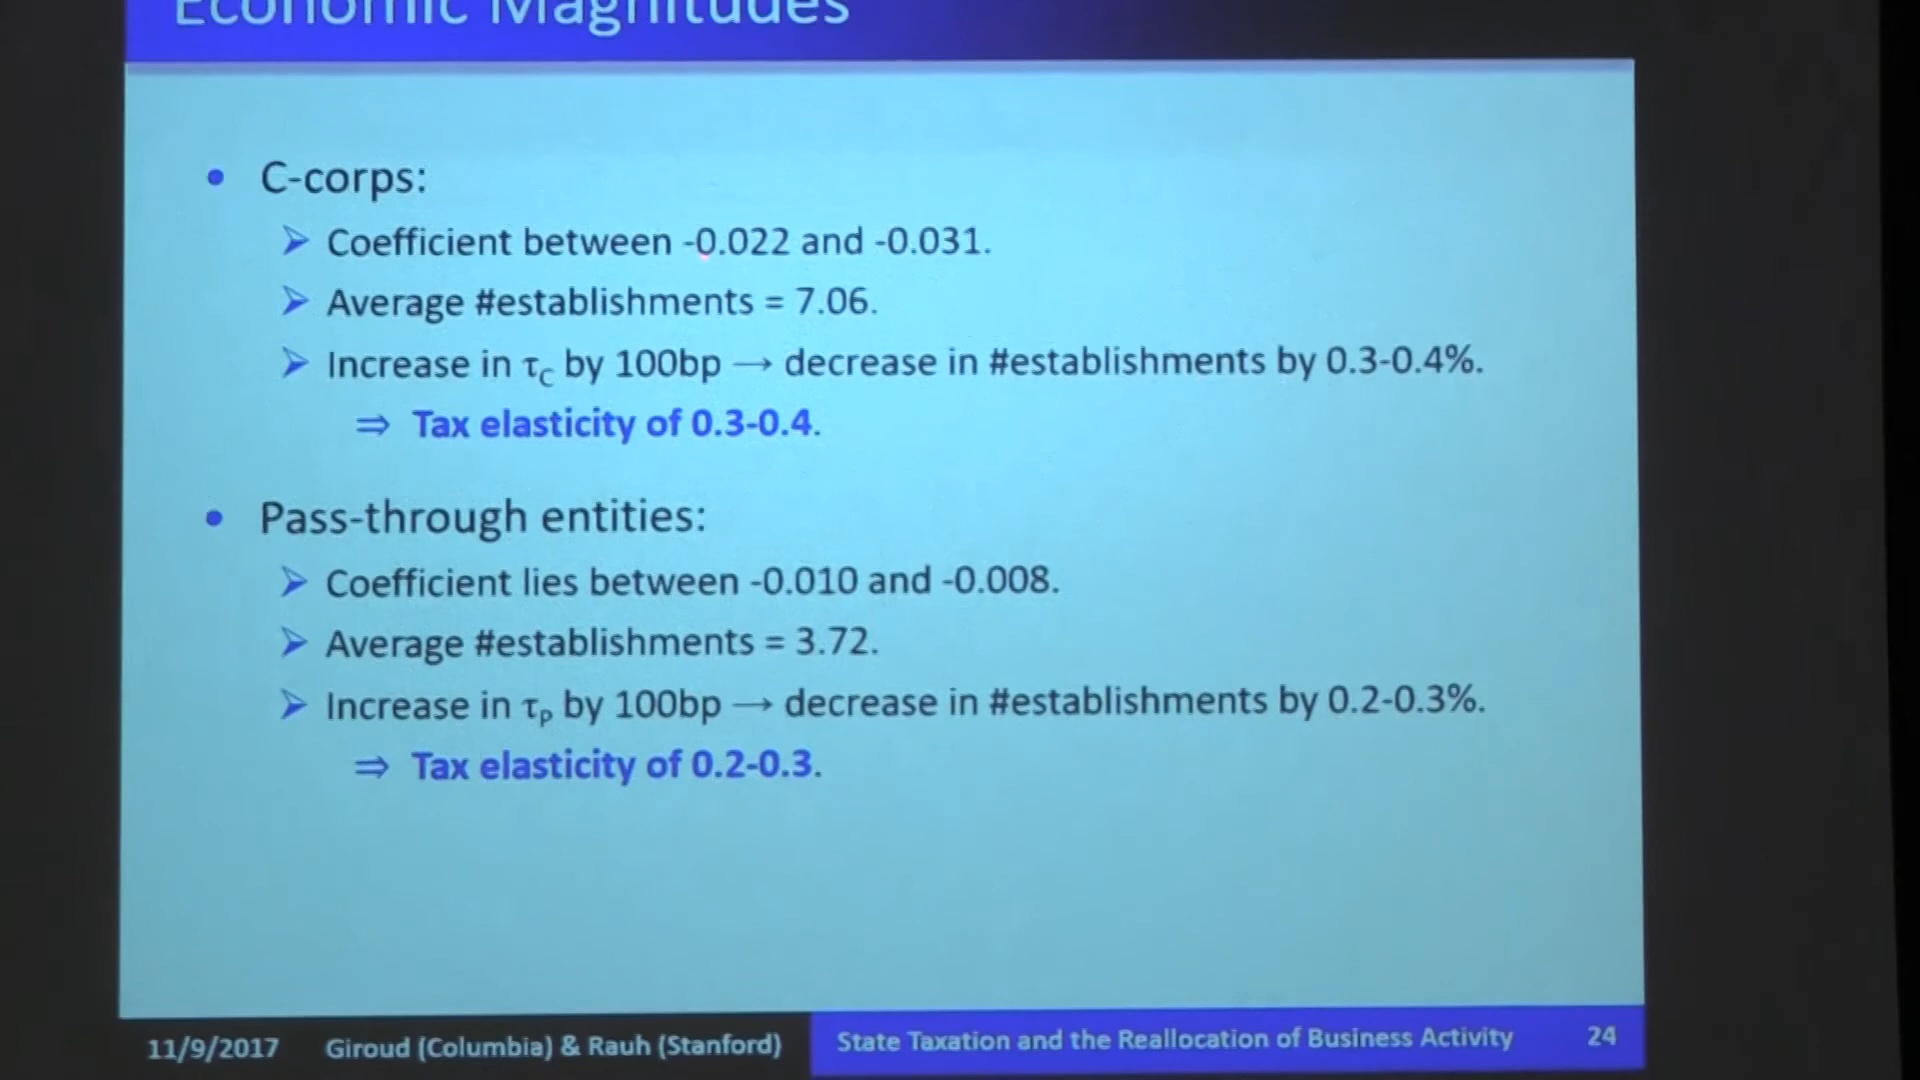 Economic Magnitudes
• C-corps:
➤ Coefficient between -0.022 and -0.031.
➤ Average #establishments = 7.06.
➤ Increase in τC by 100bp → decrease in #establishments by 0.3-0.4%.
⇒ Tax elasticity of 0.3-0.4.
• Pass-through entities:
➤ Coefficient lies between -0.010 and -0.008.
➤ Average #establishments = 3.72.
➤ Increase in τP by 100bp → decrease in #establishments by 0.2-0.3%.
⇒ Tax elasticity of 0.2-0.3.
11/9/2017 Giroud (Columbia) & Rauh (Stanford) State Taxation and the Reallocation of Business Activity 24